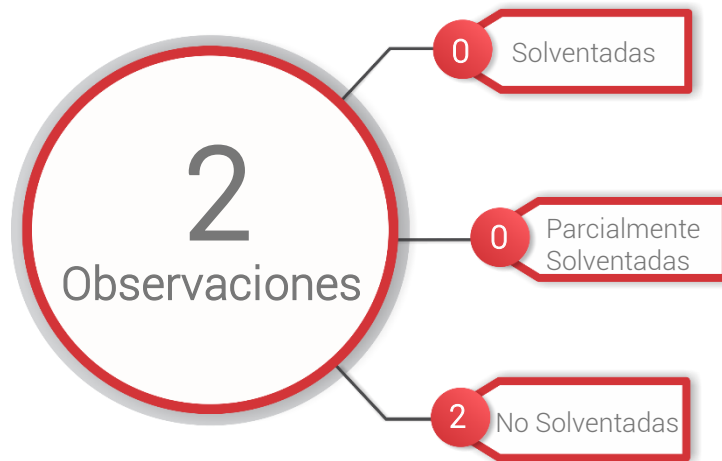 2
Observaciones
0
Solventadas
0
Parcialmente
Solventadas
2
No Solventadas